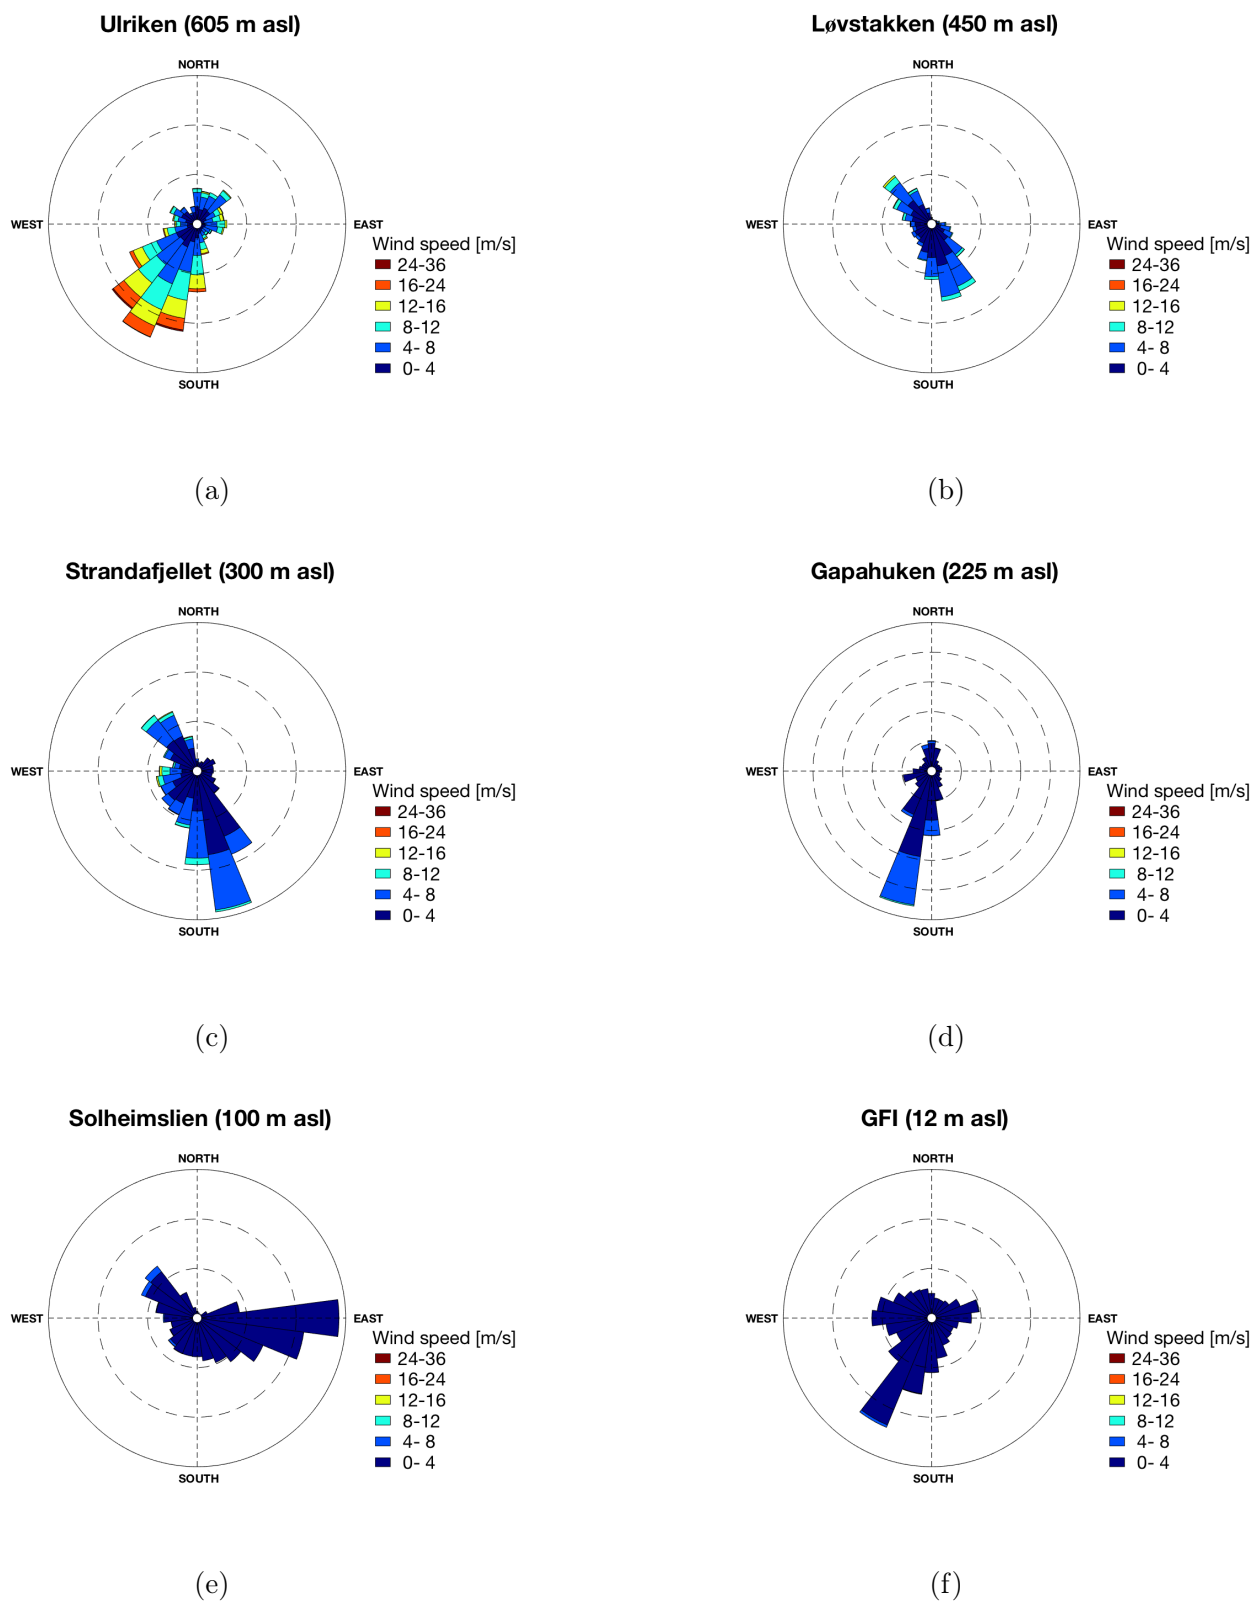 Ulriken (605 m asl)
NORTH
WEST
EAST
SOUTH
Wind speed [m/s]
24-36
16-24
12-16
8-12
4- 8
0- 4
(a)
Løvstakken (450 m asl)
NORTH
WEST
EAST
SOUTH
Wind speed [m/s]
24-36
16-24
12-16
8-12
4- 8
0- 4
(b)
Strandafjellet (300 m asl)
NORTH
WEST
EAST
SOUTH
Wind speed [m/s]
24-36
16-24
12-16
8-12
4- 8
0- 4
(c)
Gapahuken (225 m asl)
NORTH
WEST
EAST
SOUTH
Wind speed [m/s]
24-36
16-24
12-16
8-12
4- 8
0- 4
(d)
Solheimslien (100 m asl)
NORTH
WEST
EAST
SOUTH
Wind speed [m/s]
24-36
16-24
12-16
8-12
4- 8
0- 4
(e)
GFI (12 m asl)
NORTH
WEST
EAST
SOUTH
Wind speed [m/s]
24-36
16-24
12-16
8-12
4- 8
0- 4
(f)